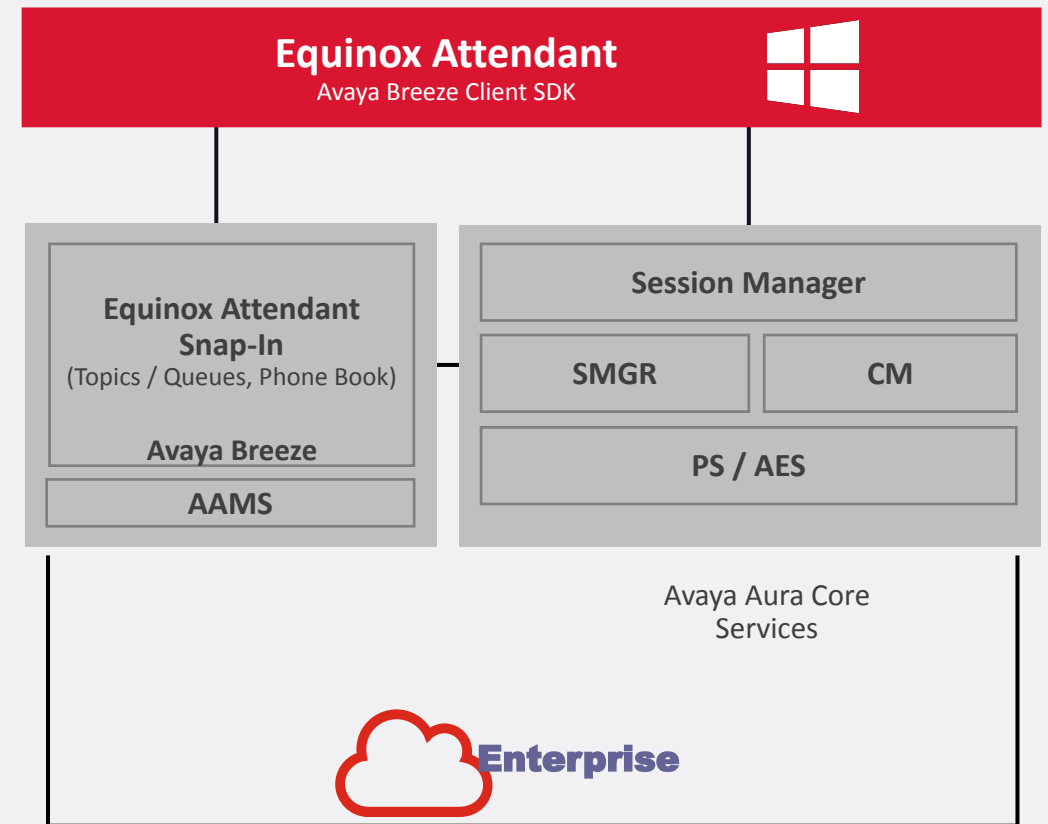 Equinox Attendant
Avaya Breeze Client SDK
Equinox Attendant
Snap-In
(Topics / Queues, Phone Book)
Avaya Breeze
AAMS
Session Manager
SMGR
CM
PS / AES
Avaya Aura Core
Services
Enterprise